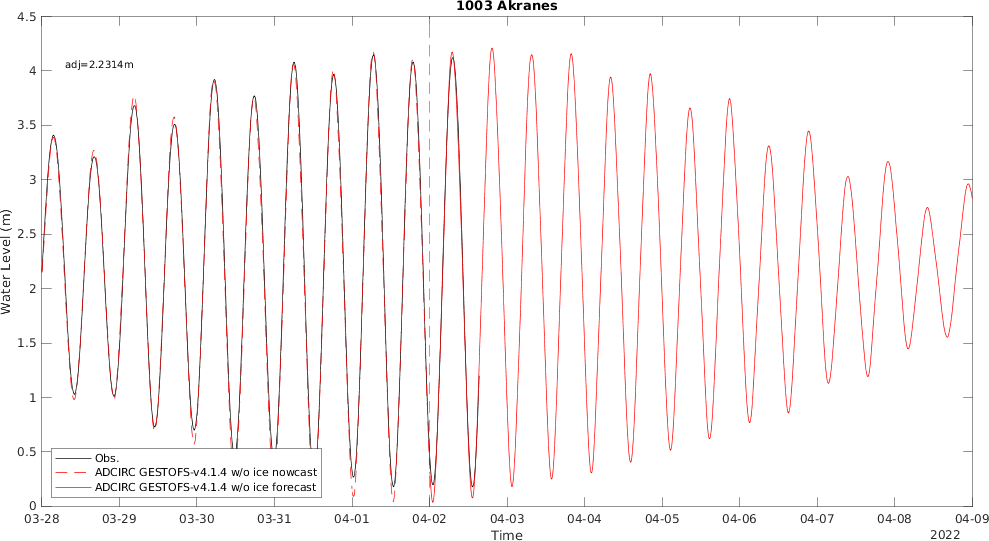 1003 Akranes
4.5
4
3.5
3
2.5
2
1.5
1
0.5
0
Water Level (m)
adj=2.2314m
Obs.
ADCIRC GESTOFS-v4.1.4 w/o ice nowcast
ADCIRC GESTOFS-v4.1.4 w/o ice forecast
03-28 03-29 03-30 03-31 04-01 04-02 04-03 04-04 04-05 04-06 04-07 04-08 04-09
Time
2022